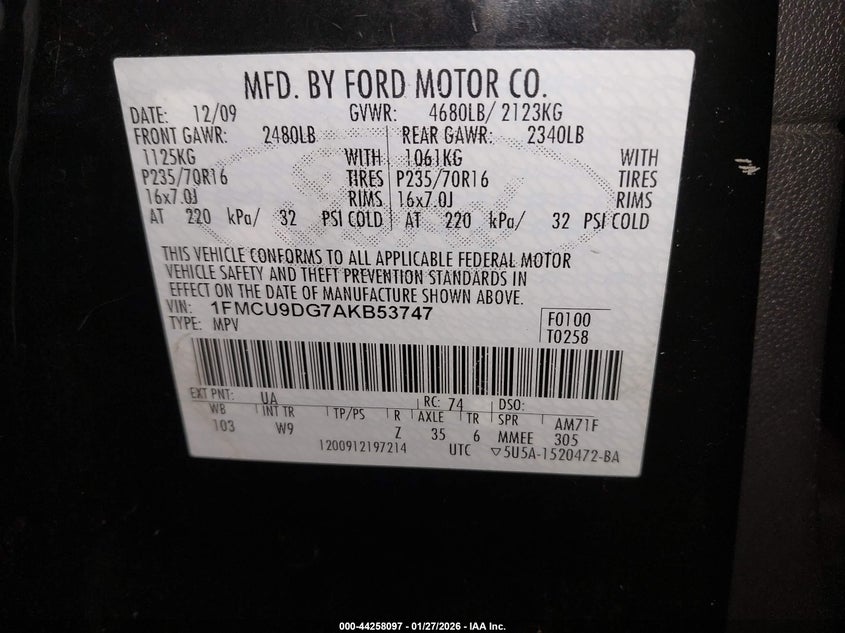 MFD. BY FORD MOTOR CO.
DATE: 12/09 GVWR: 4680LB/ 2123KG
FRONT GAWR: 2480LB REAR GAWR: 2340LB
1125KG WITH 1061KG WITH
P235/70R16 TIRES P235/70R16 TIRES
16x7.0J RIMS 16x7.0J RIMS
AT 220 kPa/ 32 PSI COLD AT 220 kPa/ 32 PSI COLD
THIS VEHICLE CONFORMS TO ALL APPLICABLE FEDERAL MOTOR
VEHICLE SAFETY AND THEFT PREVENTION STANDARDS IN
EFFECT ON THE DATE OF MANUFACTURE SHOWN ABOVE.
VIN: 1FMCU9DG7AKB53747 F0100
TYPE: MPV T0258
EXT PNT: UA RC: 74 DSO:
WB INT TR TP/PS R AXLE TR SPR AM71F
103 W9 Z 35 6 MMEE 305
1200912197214 UTC ▽5U5A-1520472-BA
000-44258097 - 01/27/2026 - IAA Inc.